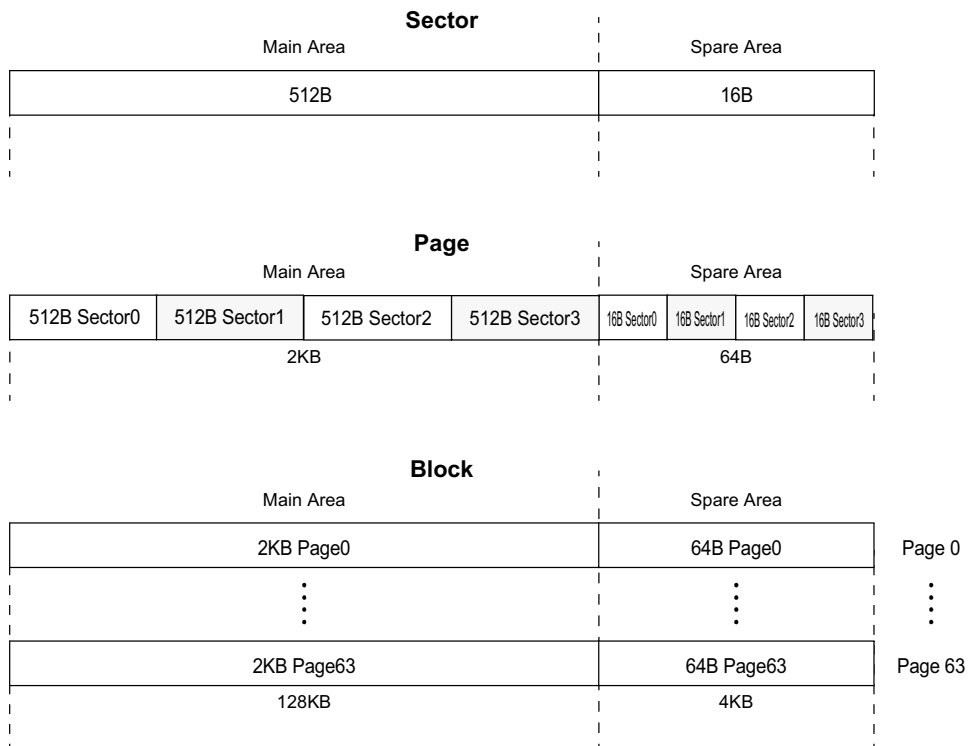 Sector
Main Area Spare Area
512B 16B
Page
Main Area Spare Area
512B Sector0 512B Sector1 512B Sector2 512B Sector3 16B Sector0 16B Sector1 16B Sector2 16B Sector3
2KB 64B
Block
Main Area Spare Area
2KB Page0 64B Page0 Page 0
2KB Page63 64B Page63 Page 63
128KB 4KB